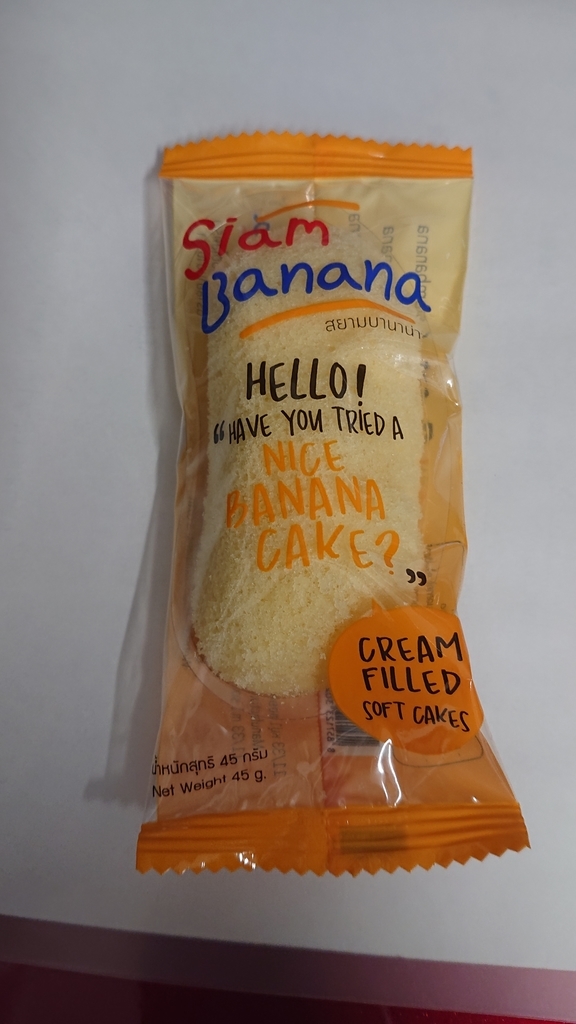 Siam
Banana
สยามบานาน่า
HELLO!
“HAVE YOU TRIED A
NICE
BANANA
CAKE?
”
CREAM
FILLED
SOFT CAKES
น้ำหนักสุทธิ 45 กรัม
Net Weight 45 g.